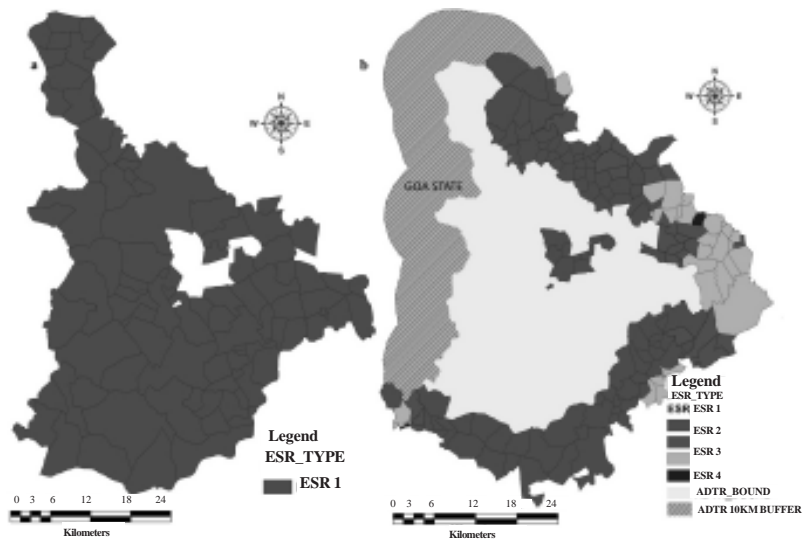 a
N
W E
S
Legend
ESR_TYPE
ESR 1
0 3 6 12 18 24
Kilometers
b
N
W E
S
GOA STATE
Legend
ESR_TYPE
ESR 1
ESR 2
ESR 3
ESR 4
ADTR_BOUND
ADTR 10KM BUFFER
0 3 6 12 18 24
Kilometers